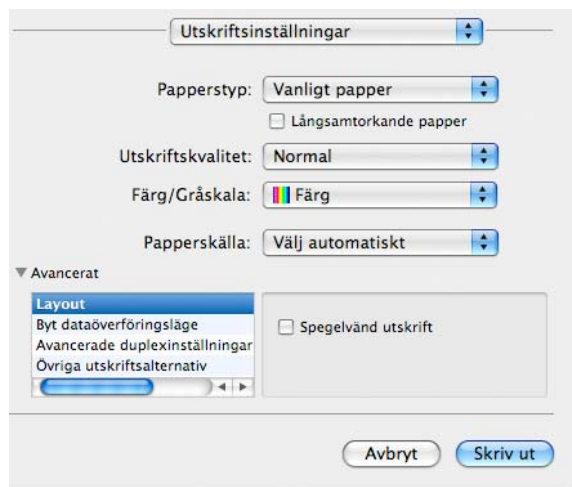 Utskriftsinställningar
Papperstyp: Vanligt papper
Långsamtorkande papper
Utskriftskvalitet: Normal
Färg/Gråskala: Färg
Papperskälla: Välj automatiskt
Avancerat
Layout
Byt dataöverföringsläge
Avancerade duplexinställningar
Övriga utskriftsalternativ
Spegelvänd utskrift
Avbryt Skriv ut